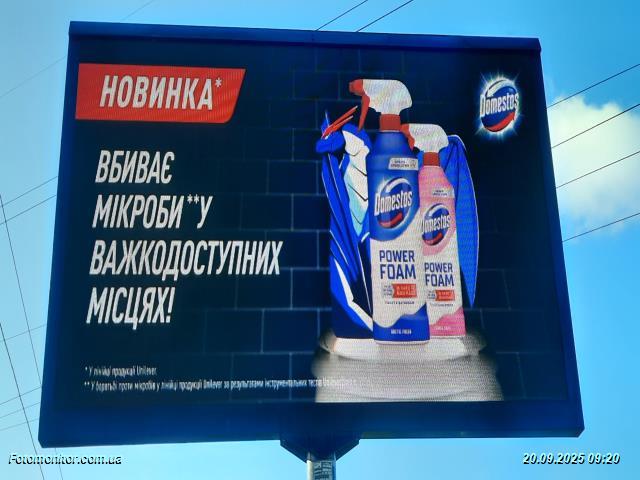 НОВИНКА*
Domestos
ВБИВАЄ
МІКРОБИ**У
ВАЖКОДОСТУПНИХ
МІСЦЯХ!
Domestos
POWER
FOAM
Domestos
POWER
FOAM
* У лінійці продукції Unilever.
** У боротьбі проти мікробів у лінійці продукції Unilever за результатами інструментальних тестів
Fotomonitor.com.ua
20.09.2025 09:20